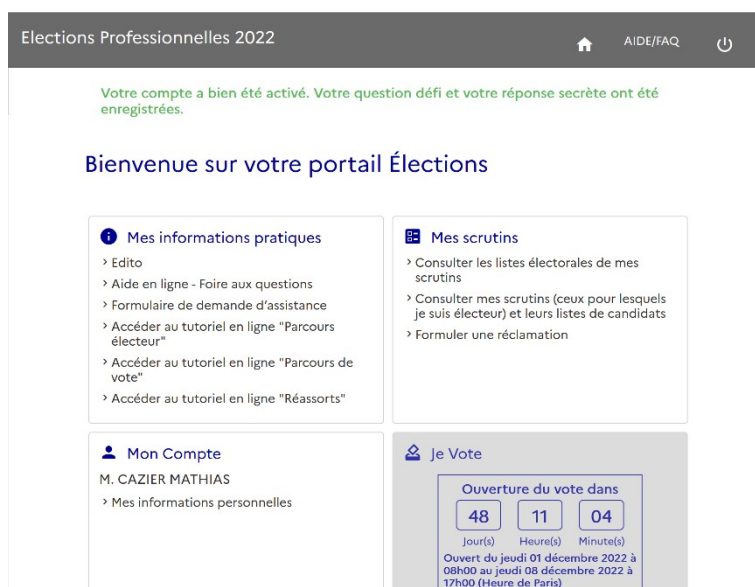 Elections Professionnelles 2022
AIDE/FAQ
Votre compte a bien été activé. Votre question défi et votre réponse secrète ont été
enregistrées.
Bienvenue sur votre portail Élections
Mes informations pratiques
> Edito
> Aide en ligne - Foire aux questions
> Formulaire de demande d'assistance
> Accéder au tutoriel en ligne "Parcours
électeur"
> Accéder au tutoriel en ligne "Parcours de
vote"
> Accéder au tutoriel en ligne "Réassorts"
Mes scrutins
> Consulter les listes électorales de mes
scrutins
> Consulter mes scrutins (ceux pour lesquels
je suis électeur) et leurs listes de candidats
> Formuler une réclamation
Mon Compte
M. CAZIER MATHIAS
> Mes informations personnelles
Je Vote
Ouverture du vote dans
48 11 04
Jour(s) Heure(s) Minute(s)
Ouvert du jeudi 01 décembre 2022 à
08h00 au jeudi 08 décembre 2022 à
17h00 (Heure de Paris)